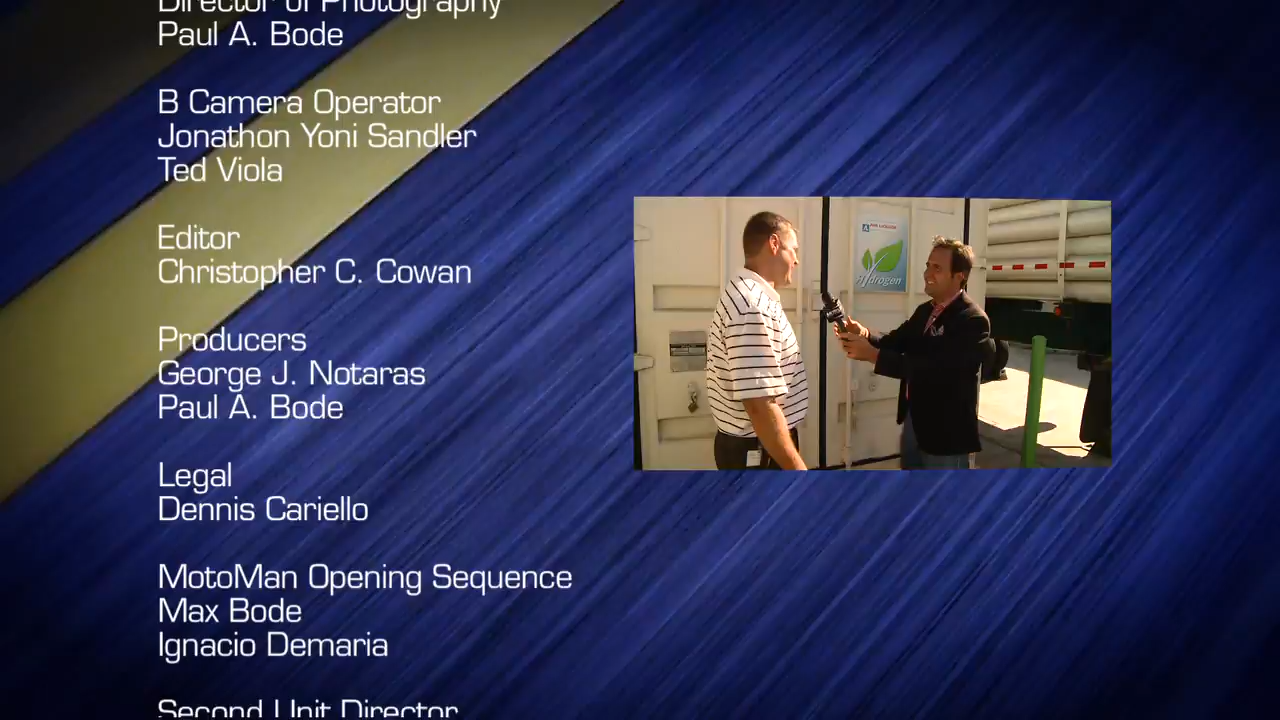 Director of Photography
Paul A. Bode
B Camera Operator
Jonathon Yoni Sandler
Ted Viola
Editor
Christopher C. Cowan
Producers
George J. Notaras
Paul A. Bode
Legal
Dennis Cariello
MotoMan Opening Sequence
Max Bode
Ignacio Demaria
Second Unit Director
Hydrogen